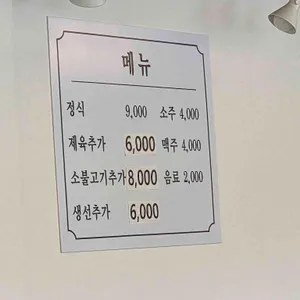 메뉴
정식 9,000 소주 4,000
제육추가 6,000 맥주 4,000
소불고기추가 8,000 음료 2,000
생선추가 6,000